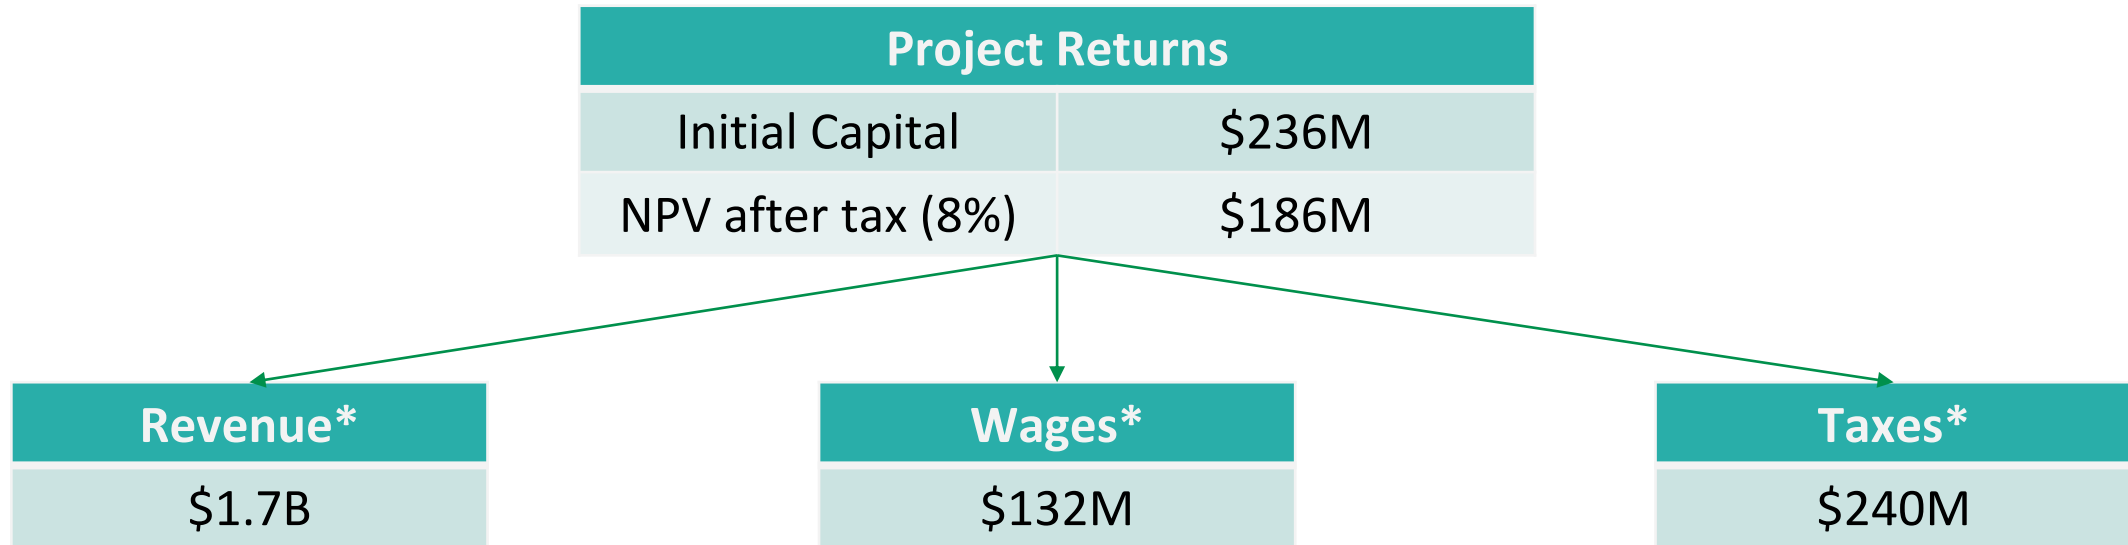 Project Returns
Initial Capital $236M
NPV after tax (8%) $186M
Revenue* Wages* Taxes*
$1.7B $132M $240M